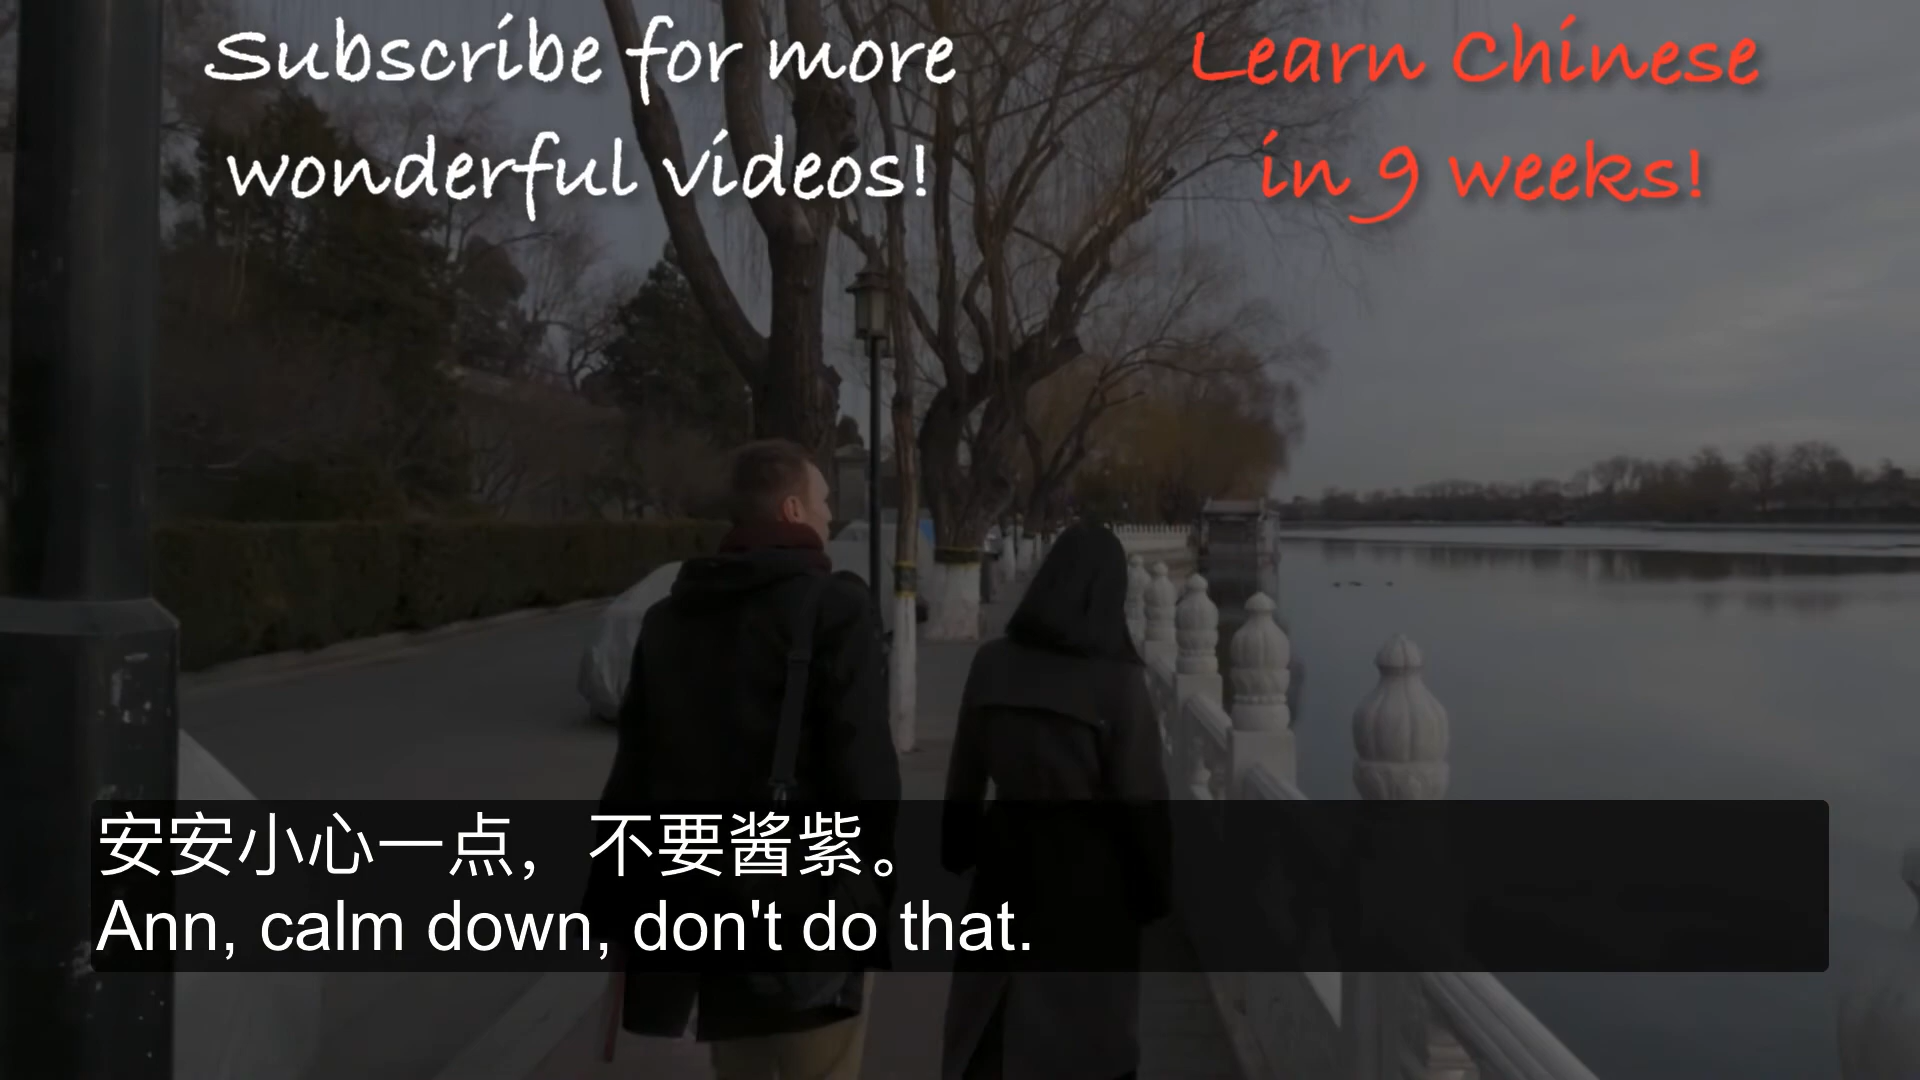 Subscribe for more
wonderful videos!
Learn Chinese
in 9 weeks!
安安小心一点，不要酱紫。
Ann, calm down, don't do that.